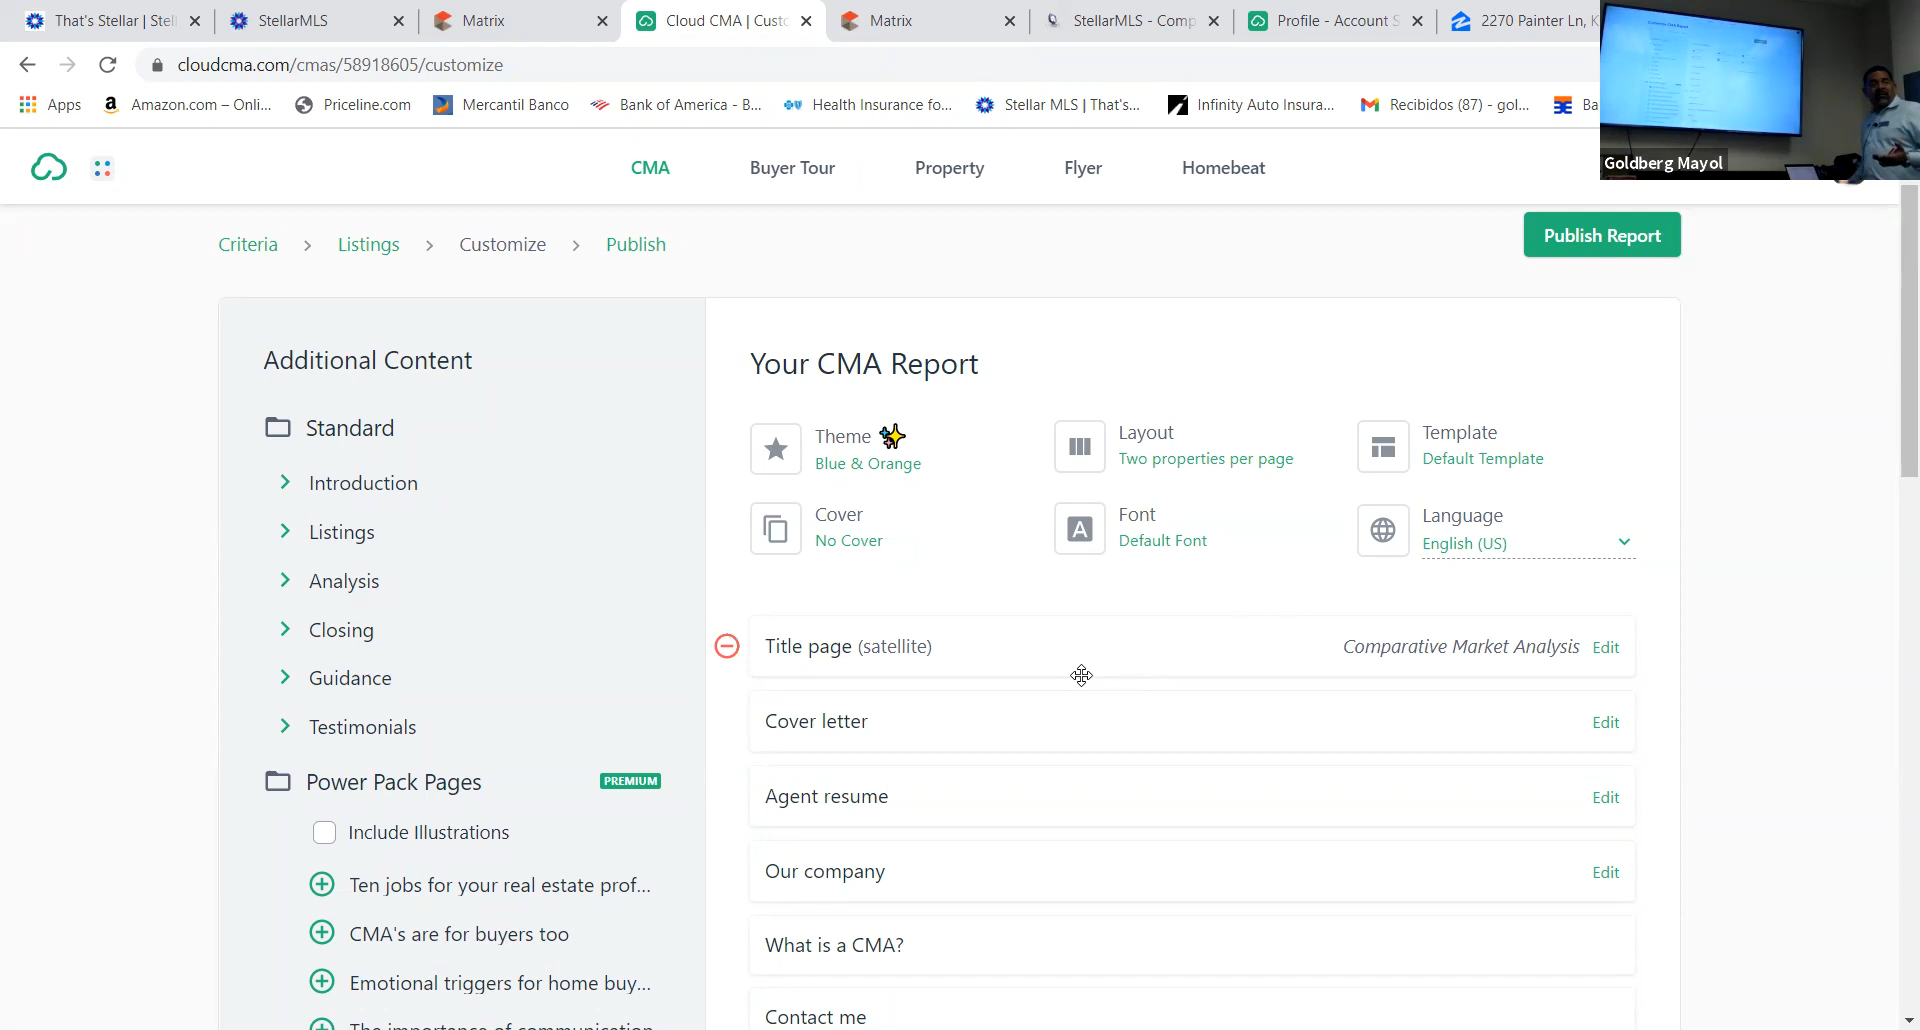 That's Stellar | Stell
StellarMLS
Matrix
Cloud CMA | Custo
Matrix
StellarMLS - Comp
Profile - Account S
2270 Painter Ln, K
cloudcma.com/cmas/58918605/customize
Apps
Amazon.com – Onli...
Priceline.com
Mercantil Banco
Bank of America - B...
Health Insurance fo...
Stellar MLS | That's...
Infinity Auto Insura...
Recibidos (87) - gol...
Ba
Goldberg Mayol
CMA
Buyer Tour
Property
Flyer
Homebeat
Criteria > Listings > Customize > Publish
Publish Report
Additional Content
Standard
Introduction
Listings
Analysis
Closing
Guidance
Testimonials
Power Pack Pages
PREMIUM
Include Illustrations
Ten jobs for your real estate prof...
CMA's are for buyers too
Emotional triggers for home buy...
The importance of communication
Your CMA Report
Theme
Blue & Orange
Layout
Two properties per page
Template
Default Template
Cover
No Cover
Font
Default Font
Language
English (US)
Title page (satellite)
Comparative Market Analysis
Edit
Cover letter
Edit
Agent resume
Edit
Our company
Edit
What is a CMA?
Contact me